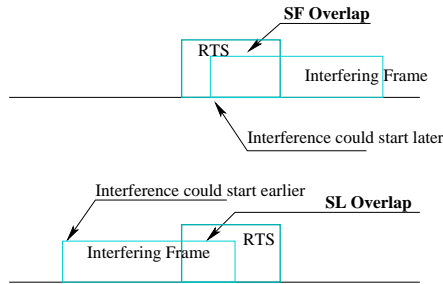 SF Overlap
RTS
Interfering Frame
Interference could start later
Interference could start earlier
SL Overlap
RTS
Interfering Frame